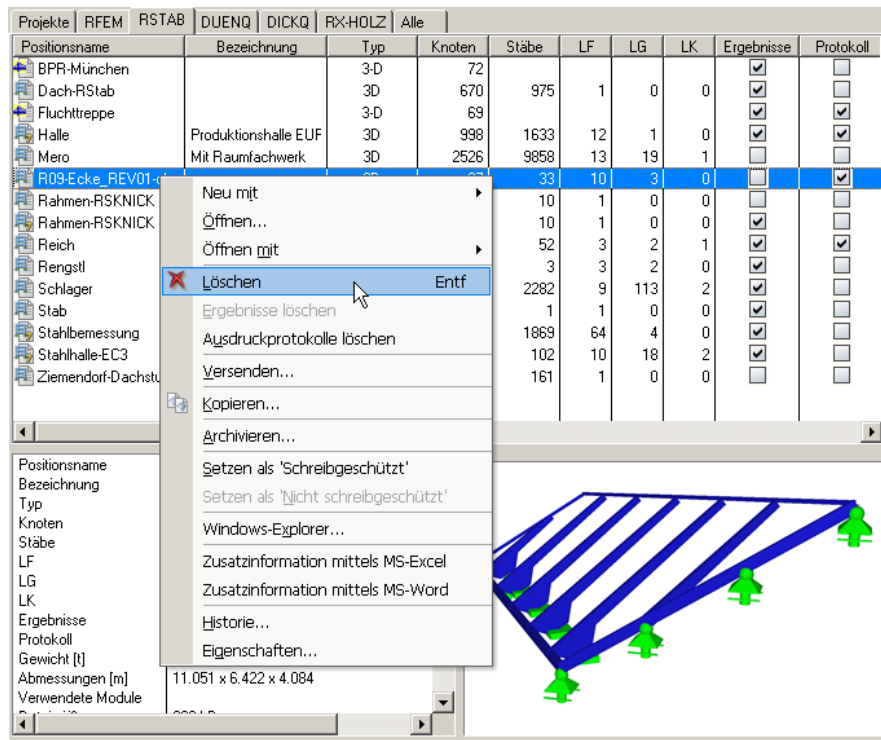 Projekte RFEM RSTAB DUENQ DICKQ RX-HOLZ Alle
Positionsname Bezeichnung Typ Knoten Stäbe LF LG LK Ergebnisse Protokoll
BPR-München 3-D 72
Dach-RStab 3D 670 975 1 0 0
Fluchttreppe 3-D 69
Halle Produktionshalle EUF 3D 998 1633 12 1 0
Mero Mit Raumfachwerk 3D 2526 9858 13 19 1
R09-Ecke_REV01- 33 10 3 0
Rahmen-RSKNICK 10 1 0 0
Rahmen-RSKNICK 10 1 0 0
Reich 52 3 2 1
Rengstl 3 3 2 0
Schlager 2282 9 113 2
Stab 1 1 0 0
Stahlbemessung 1869 64 4 0
Stahlhalle-EC3 102 10 18 2
Ziemendorf-Dachstu 161 1 0 0
Neu mit
Öffnen...
Öffnen mit
Löschen Entf
Ergebnisse löschen
Ausdruckprotokolle löschen
Versenden...
Kopieren...
Archivieren...
Setzen als 'Schreibgeschützt'
Setzen als 'Nicht schreibgeschützt'
Windows-Explorer...
Zusatzinformation mittels MS-Excel
Zusatzinformation mittels MS-Word
Historie...
Eigenschaften...
Positionsname
Bezeichnung
Typ
Knoten
Stäbe
LF
LG
LK
Ergebnisse
Protokoll
Gewicht [t]
Abmessungen [m] 11.051 x 6.422 x 4.084
Verwendete Module